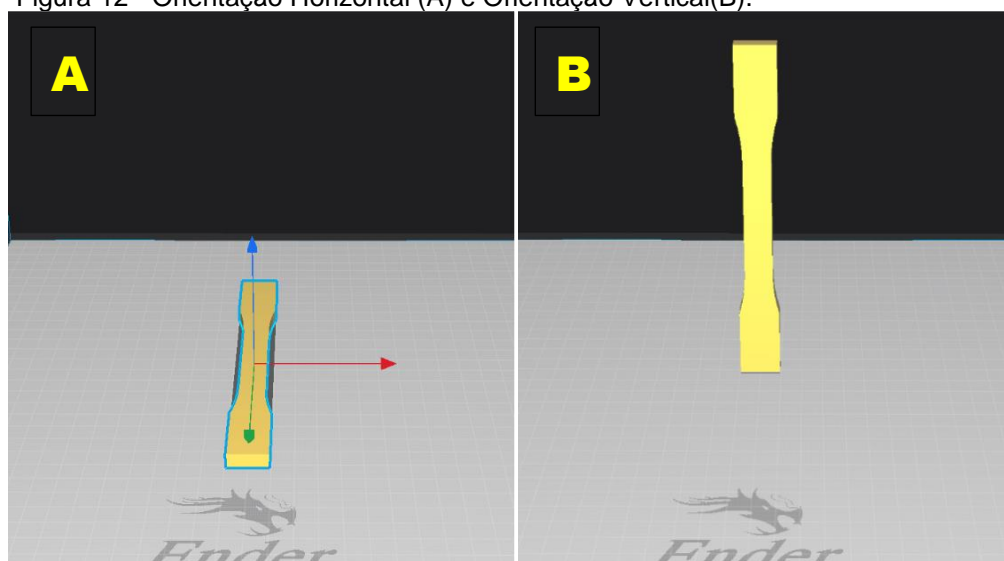 Figura 12 - Orientação Horizontal (A) e Orientação Vertical(B).
A
B
Ender
Ender